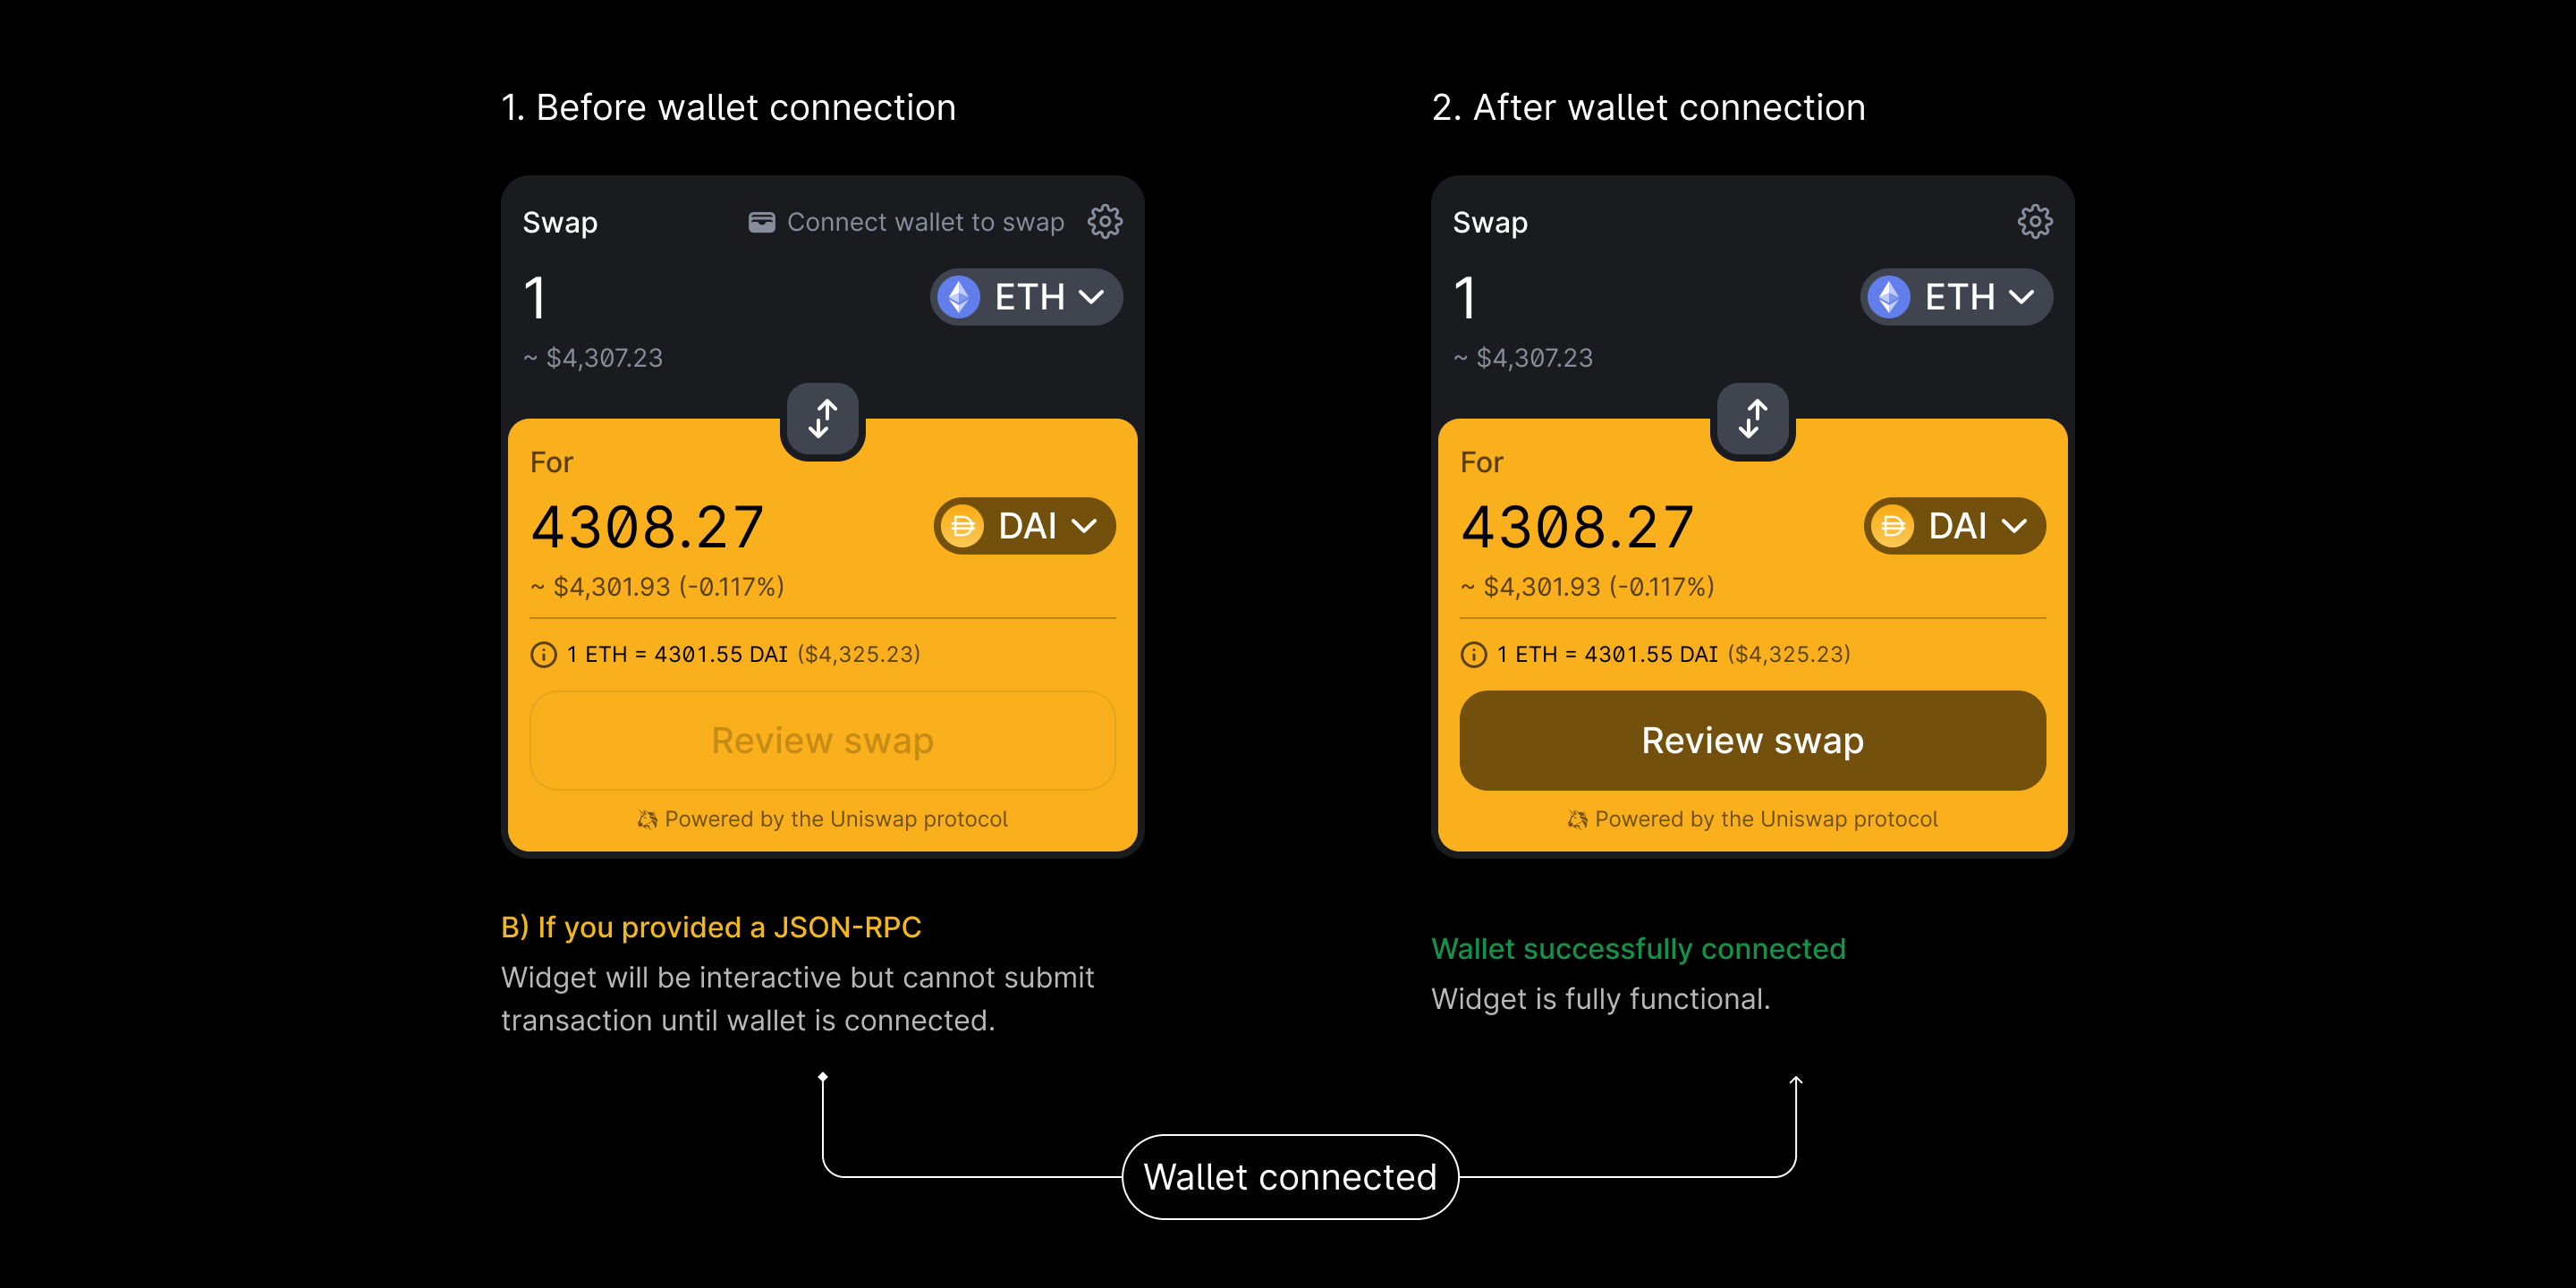 1. Before wallet connection
Swap
Connect wallet to swap
1
ETH
~ $4,307.23
For
4308.27
DAI
~ $4,301.93 (-0.117%)
1 ETH = 4301.55 DAI ($4,325.23)
Review swap
Powered by the Uniswap protocol
B) If you provided a JSON-RPC
Widget will be interactive but cannot submit
transaction until wallet is connected.
2. After wallet connection
Swap
1
ETH
~ $4,307.23
For
4308.27
DAI
~ $4,301.93 (-0.117%)
1 ETH = 4301.55 DAI ($4,325.23)
Review swap
Powered by the Uniswap protocol
Wallet successfully connected
Widget is fully functional.
Wallet connected